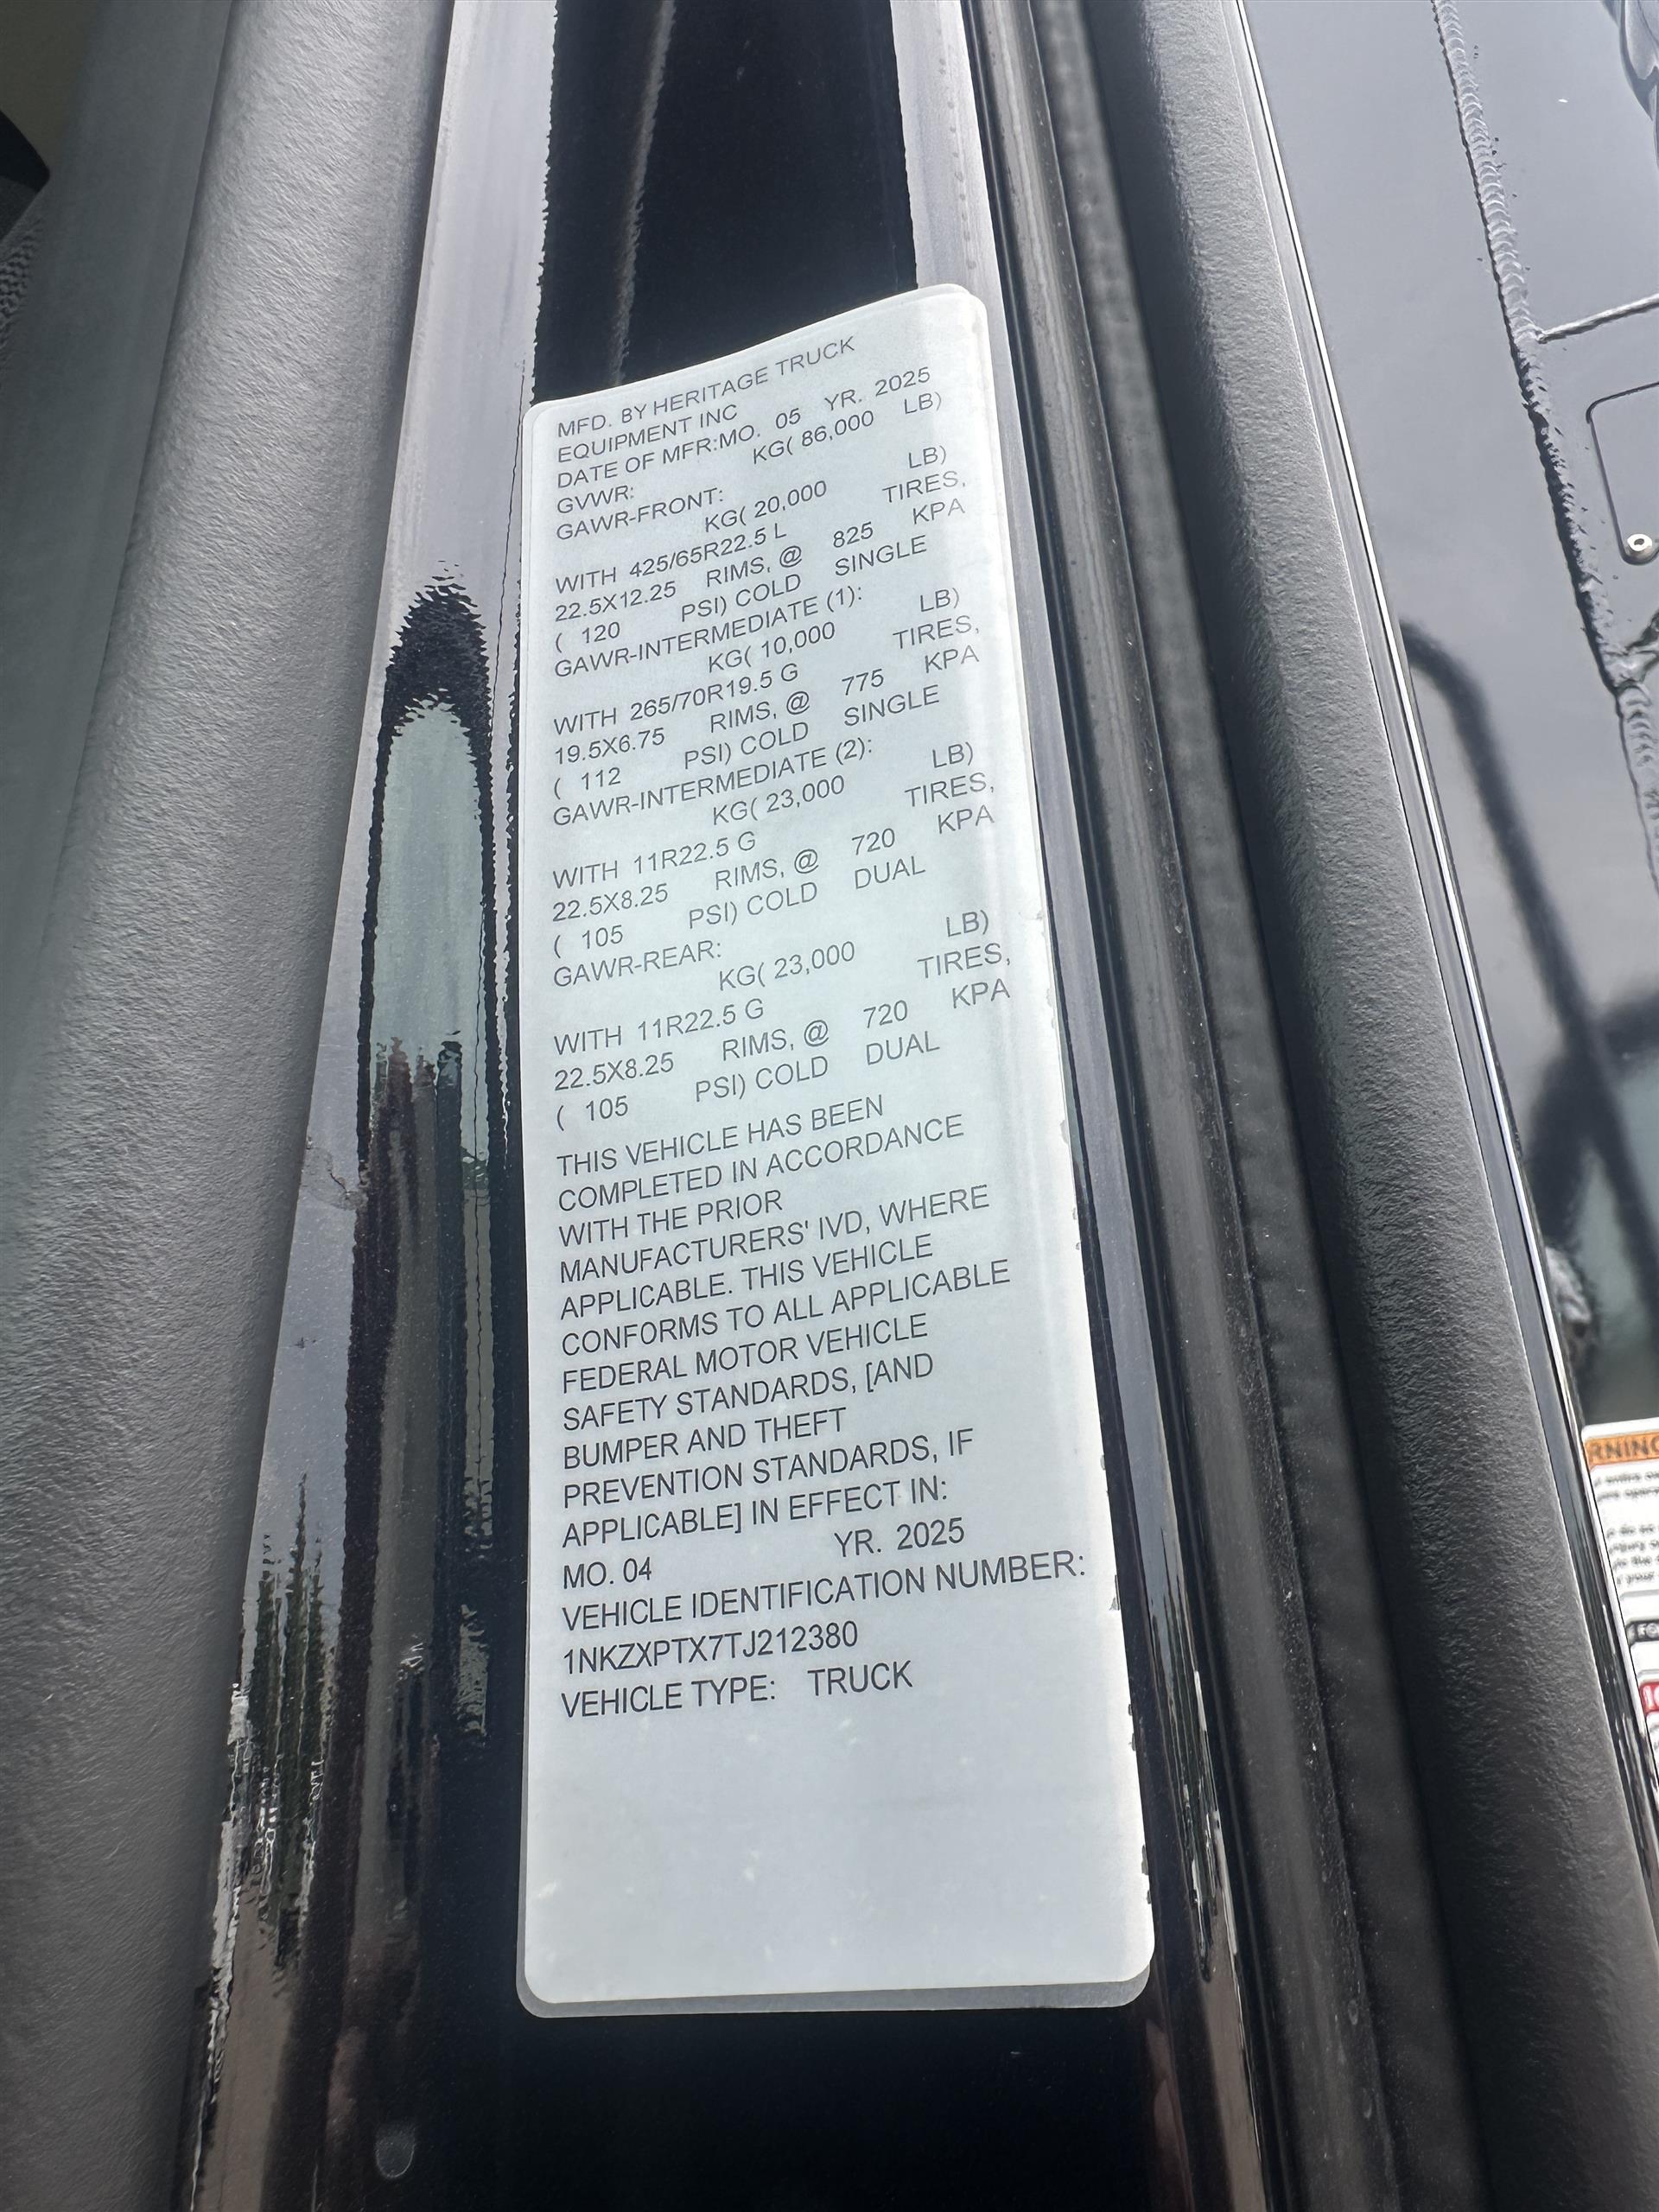 MFD. BY HERITAGE TRUCK
EQUIPMENT INC
DATE OF MFR:MO. 05 YR. 2025
GVWR: KG( 86,000 LB)
GAWR-FRONT:
KG( 20,000 LB)
WITH 425/65R22.5 L TIRES,
22.5X12.25 RIMS, @ 825 KPA
( 120 PSI) COLD SINGLE
GAWR-INTERMEDIATE (1):
KG( 10,000 LB)
WITH 265/70R19.5 G TIRES,
19.5X6.75 RIMS, @ 775 KPA
( 112 PSI) COLD SINGLE
GAWR-INTERMEDIATE (2):
KG( 23,000 LB)
WITH 11R22.5 G TIRES,
22.5X8.25 RIMS, @ 720 KPA
( 105 PSI) COLD DUAL
GAWR-REAR:
KG( 23,000 LB)
WITH 11R22.5 G TIRES,
22.5X8.25 RIMS, @ 720 KPA
( 105 PSI) COLD DUAL
THIS VEHICLE HAS BEEN
COMPLETED IN ACCORDANCE
WITH THE PRIOR
MANUFACTURERS' IVD, WHERE
APPLICABLE. THIS VEHICLE
CONFORMS TO ALL APPLICABLE
FEDERAL MOTOR VEHICLE
SAFETY STANDARDS, [AND
BUMPER AND THEFT
PREVENTION STANDARDS, IF
APPLICABLE] IN EFFECT IN:
MO. 04 YR. 2025
VEHICLE IDENTIFICATION NUMBER:
1NKZXPTX7TJ212380
VEHICLE TYPE: TRUCK